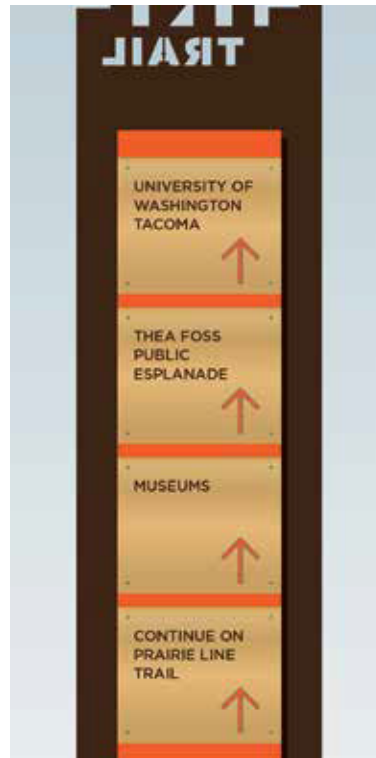 TRAIL
UNIVERSITY OF
WASHINGTON
TACOMA
THEA FOSS
PUBLIC
ESPLANADE
MUSEUMS
CONTINUE ON
PRAIRIE LINE
TRAIL